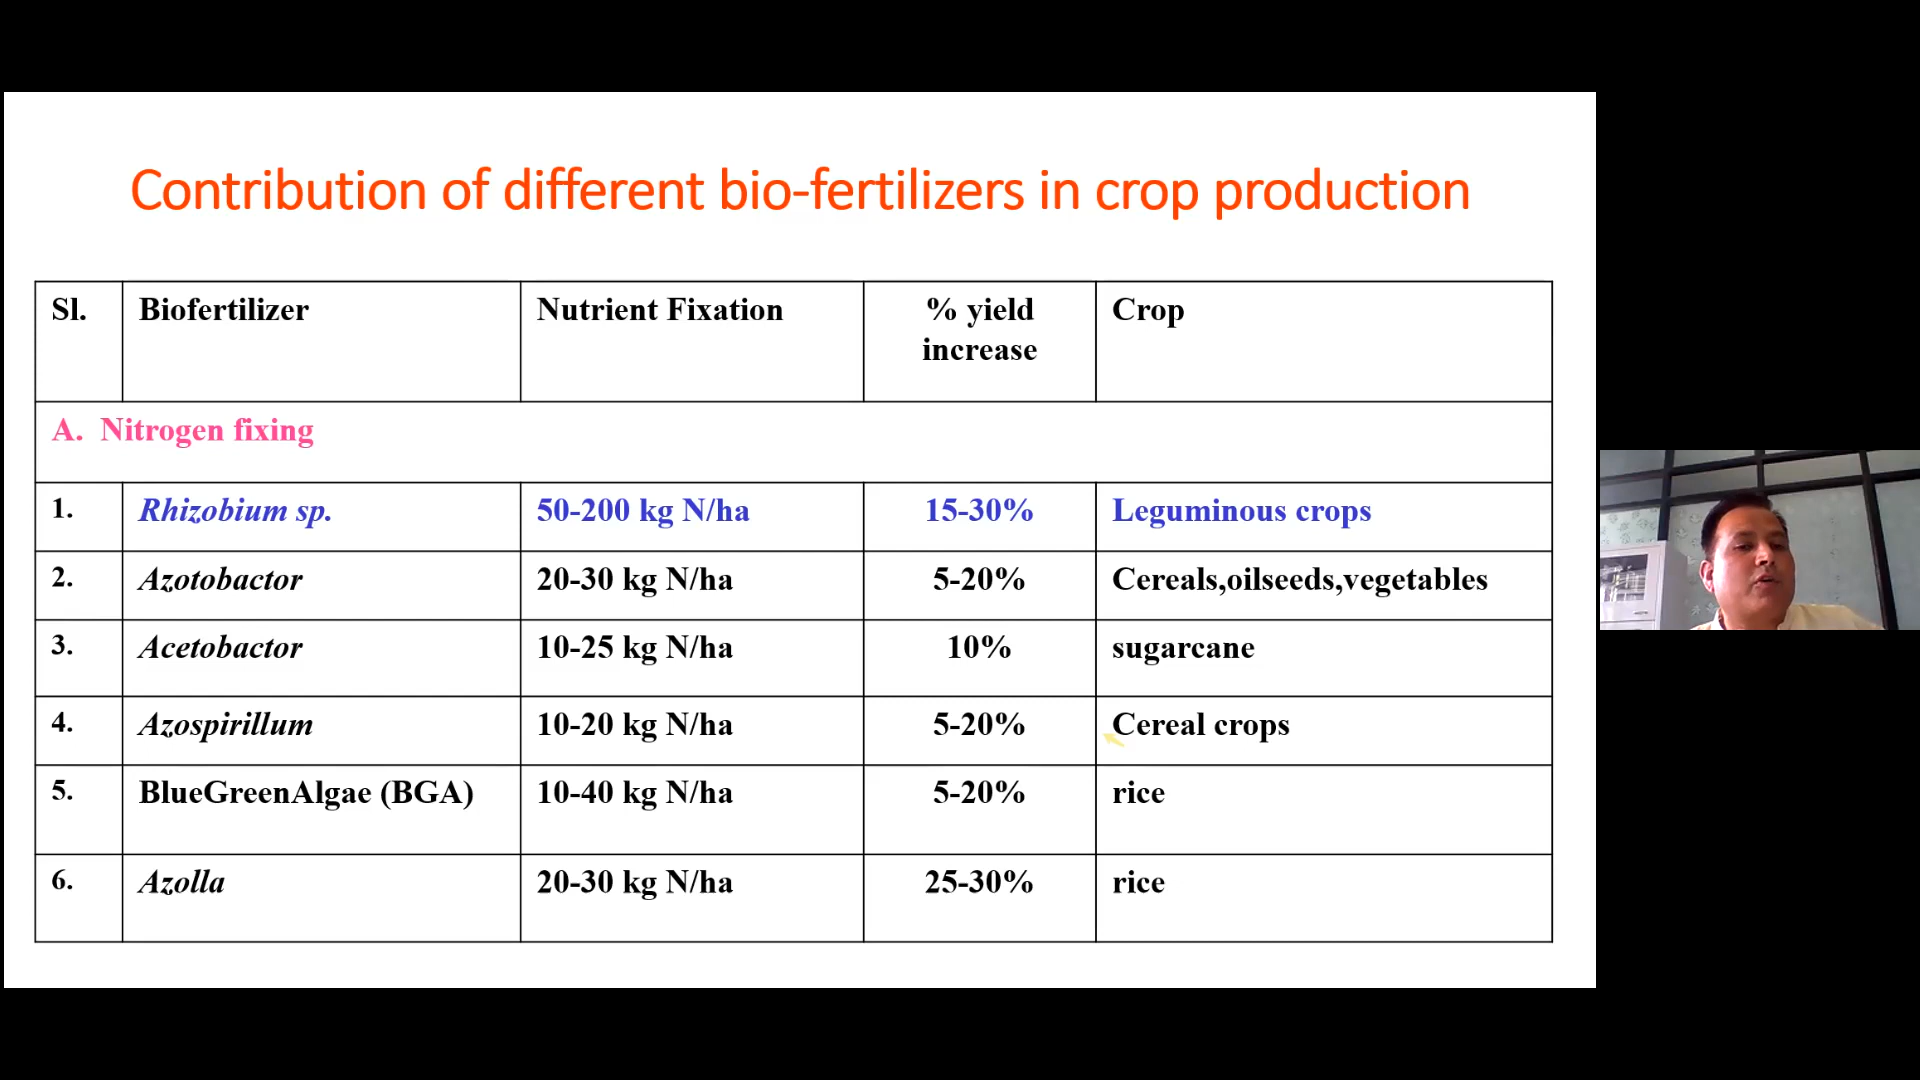 Contribution of different bio-fertilizers in crop production
Sl. Biofertilizer Nutrient Fixation % yield increase Crop
A. Nitrogen fixing
1. Rhizobium sp. 50-200 kg N/ha 15-30% Leguminous crops
2. Azotobactor 20-30 kg N/ha 5-20% Cereals,oilseeds,vegetables
3. Acetobactor 10-25 kg N/ha 10% sugarcane
4. Azospirillum 10-20 kg N/ha 5-20% Cereal crops
5. BlueGreenAlgae (BGA) 10-40 kg N/ha 5-20% rice
6. Azolla 20-30 kg N/ha 25-30% rice